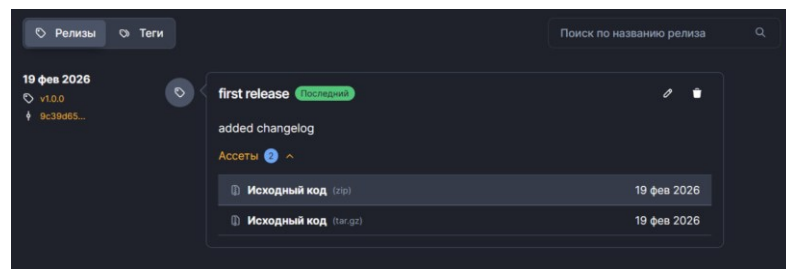 Релизы Теги Поиск по названию релиза
19 фев 2026
v1.0.0
9c39d65...
first release Последний
added changelog
Ассеты 2
Исходный код (zip) 19 фев 2026
Исходный код (tar.gz) 19 фев 2026